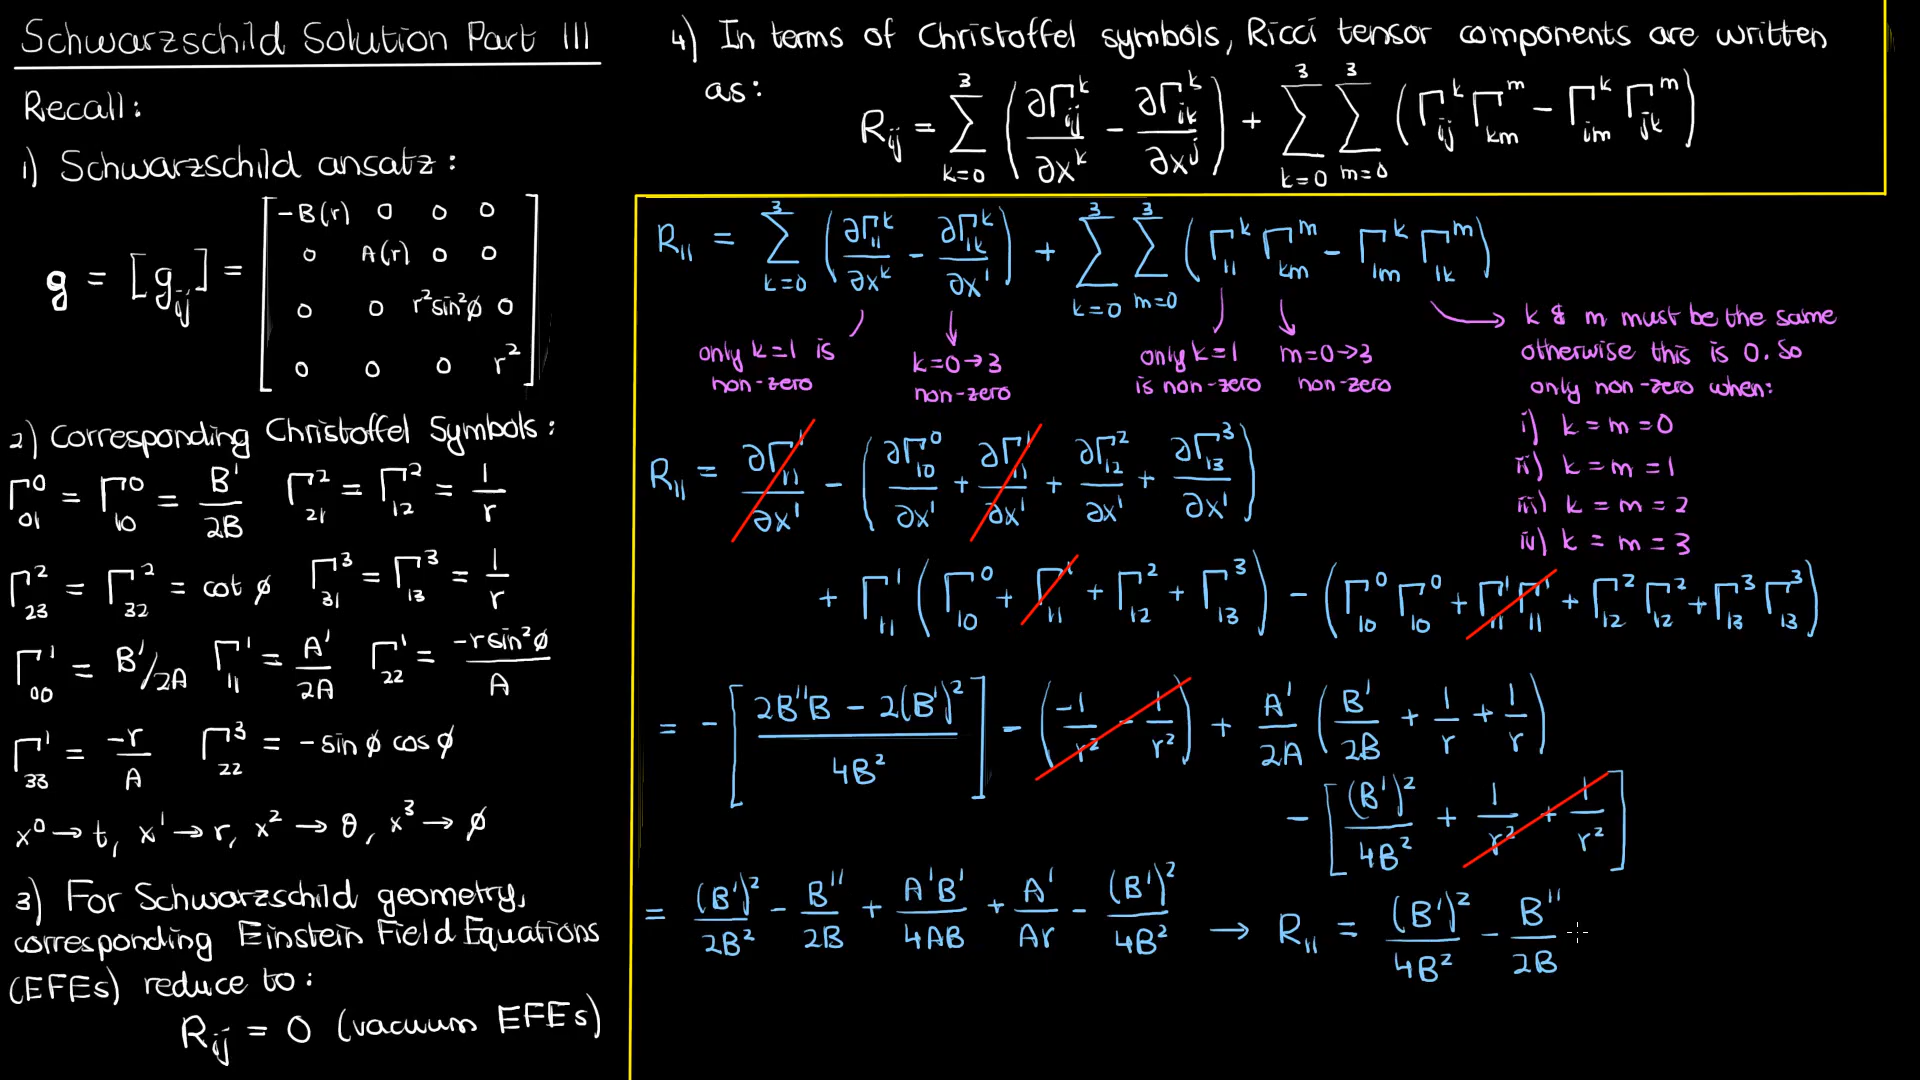 Schwarzschild Solution Part III
Recall:
1) Schwarzschild ansatz:
g = [g_ij] = [ -B(r) 0 0 0
0 A(r) 0 0
0 0 r²sin²ϕ 0
0 0 0 r² ]
2) Corresponding Christoffel Symbols:
Γ⁰₀₁ = Γ⁰₁₀ = B'/2B Γ²₂₁ = Γ²₁₂ = 1/r
Γ²₂₃ = Γ²₃₂ = cot ϕ Γ³₃₁ = Γ³₁₃ = 1/r
Γ¹₀₀ = B'/2A Γ¹₁₁ = A'/2A Γ¹₂₂ = -r sin²ϕ/A
Γ¹₃₃ = -r/A Γ³₂₂ = -sin ϕ cos ϕ
x⁰ → t, x¹ → r, x² → θ, x³ → ϕ
3) For Schwarzschild geometry,
corresponding Einstein Field Equations
(EFEs) reduce to:
R_ij = 0 (vacuum EFEs)
4) In terms of Christoffel symbols, Ricci tensor components are written
as: R_ij = Σ_{k=0}^{3} (∂Γ^k_ij/∂x^k - ∂Γ^k_ik/∂x^j) + Σ_{k=0}^{3} Σ_{m=0}^{3} (Γ^k_ij Γ^m_km - Γ^k_im Γ^m_jk)
R₁₁ = Σ_{k=0}^{3} (∂Γ^k_11/∂x^k - ∂Γ^k_1k/∂x¹) + Σ_{k=0}^{3} Σ_{m=0}^{3} (Γ^k_11 Γ^m_km - Γ^k_1m Γ^m_1k)
only k=1 is
non-zero
k=0→3
non-zero
only k=1
is non-zero
m=0→3
non-zero
→ k & m must be the same
otherwise this is 0. So
only non-zero when:
i) k = m = 0
ii) k = m = 1
iii) k = m = 2
iv) k = m = 3
R₁₁ = ∂Γ¹₁₁/∂x¹ - (∂Γ⁰₁₀/∂x¹ + ∂Γ¹₁₁/∂x¹ + ∂Γ²₁₂/∂x¹ + ∂Γ³₁₃/∂x¹)
+ Γ¹₁₁ (Γ⁰₁₀ + Γ¹₁₁ + Γ²₁₂ + Γ³₁₃) - (Γ⁰₁₀ Γ⁰₁₀ + Γ¹₁₁ Γ¹₁₁ + Γ²₁₂ Γ²₁₂ + Γ³₁₃ Γ³₁₃)
= - [(2B''B - 2(B')²)/4B²] - (-1/r² - 1/r²) + A'/2A (B'/2B + 1/r + 1/r)
- [(B')²/4B² + 1/r² + 1/r²]
= (B')²/2B² - B''/2B + A'B'/4AB + A'/Ar - (B')²/4B² → R₁₁ = (B')²/4B² - B''/2B